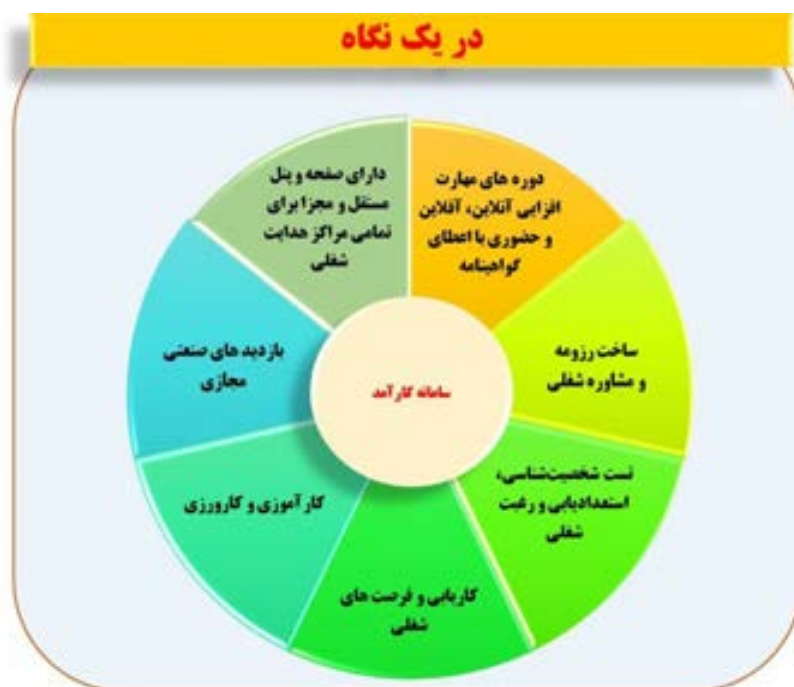 در یک نگاه
دوره های مهارت
افزایی آنلاین، آفلاین
و حضوری با اعطای
گواهینامه
ساخت رزومه
و مشاوره شغلی
تست شخصیت‌شناسی،
استعدادیابی و رغبت
شغلی
کاریابی و فرصت های
شغلی
کارآموزی و کارورزی
بازدید های صنعتی
مجازی
دارای صفحه و پنل
مستقل و مجزا برای
تمامی مراکز هدایت
شغلی
سامانه کارآمد